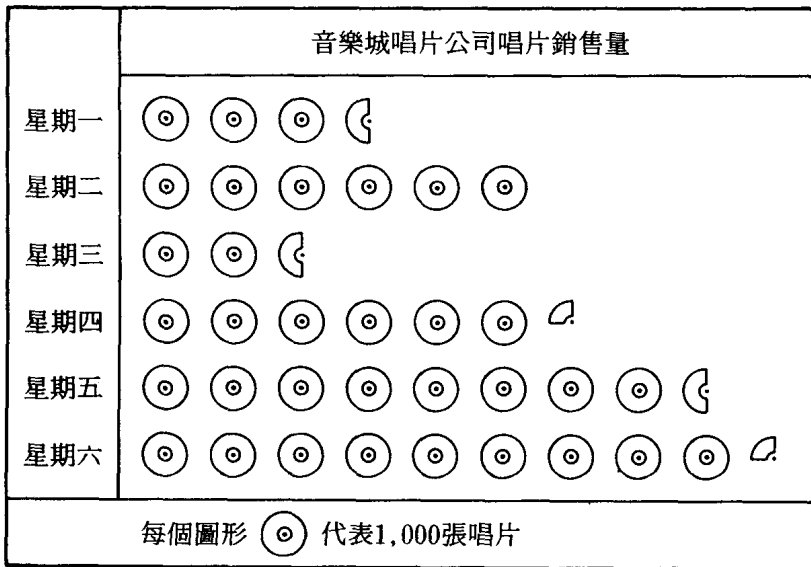 音樂城唱片公司唱片銷售量
星期一
星期二
星期三
星期四
星期五
星期六
每個圖形 代表1,000張唱片